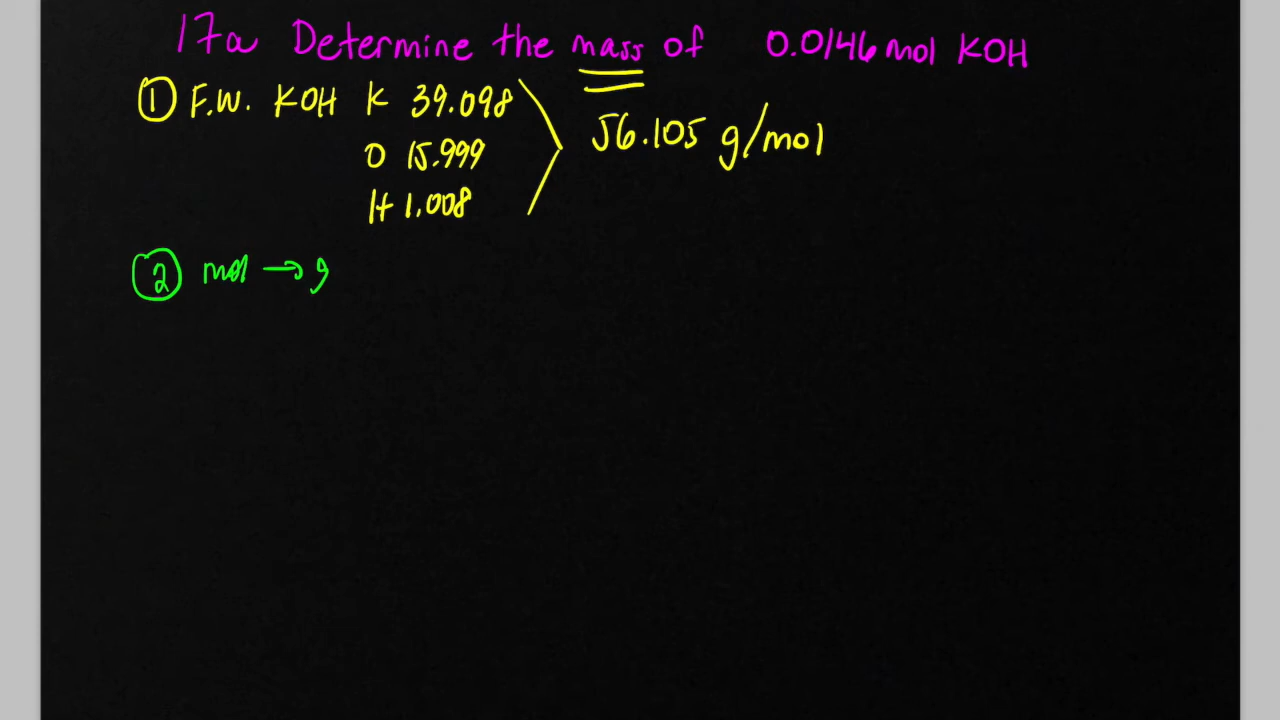 17a Determine the mass of 0.0146 mol KOH
① F.W. KOH K 39.098
56.105 g/mol
O 15.999
H 1.008
② mol → g